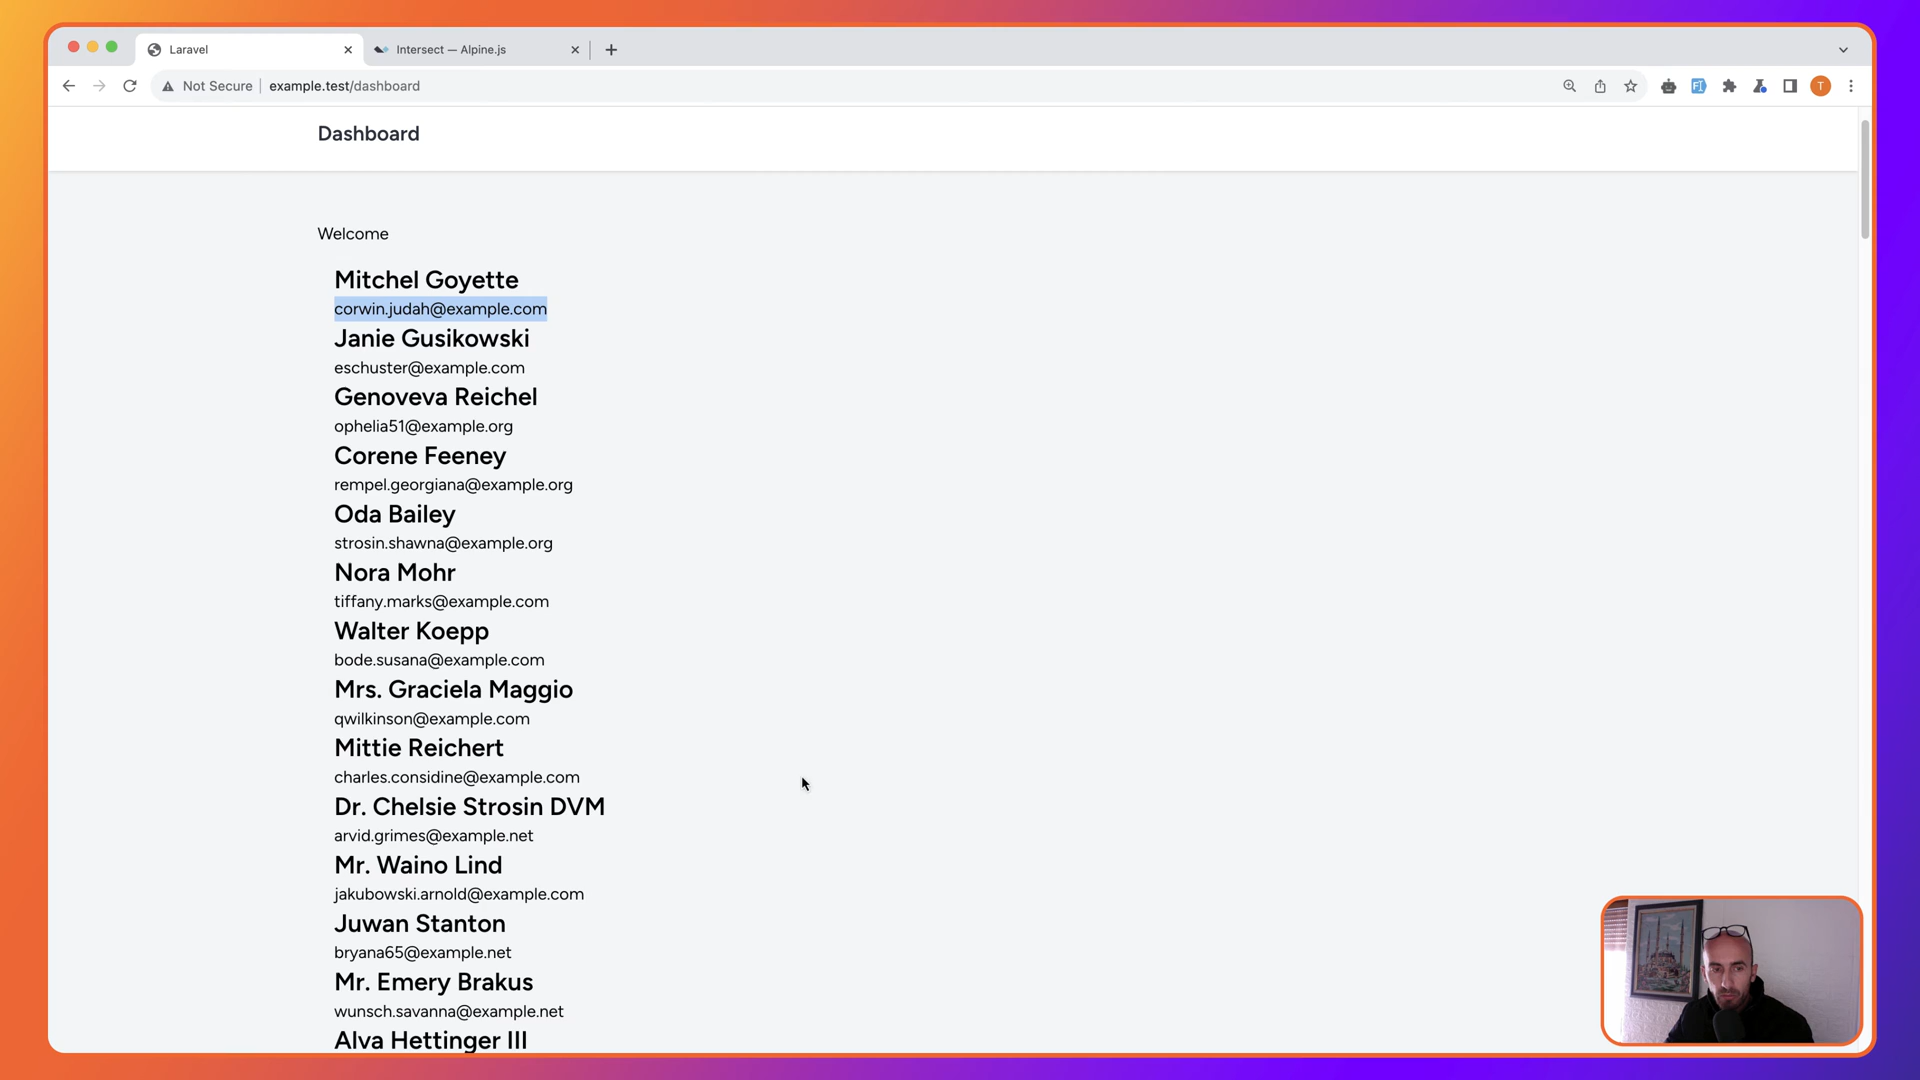 Laravel
Intersect — Alpine.js
Not Secure
example.test/dashboard
T
Dashboard
Welcome
Mitchel Goyette
corwin.judah@example.com
Janie Gusikowski
eschuster@example.com
Genoveva Reichel
ophelia51@example.org
Corene Feeney
rempel.georgiana@example.org
Oda Bailey
strosin.shawna@example.org
Nora Mohr
tiffany.marks@example.com
Walter Koepp
bode.susana@example.com
Mrs. Graciela Maggio
qwilkinson@example.com
Mittie Reichert
charles.considine@example.com
Dr. Chelsie Strosin DVM
arvid.grimes@example.net
Mr. Waino Lind
jakubowski.arnold@example.com
Juwan Stanton
bryana65@example.net
Mr. Emery Brakus
wunsch.savanna@example.net
Alva Hettinger III